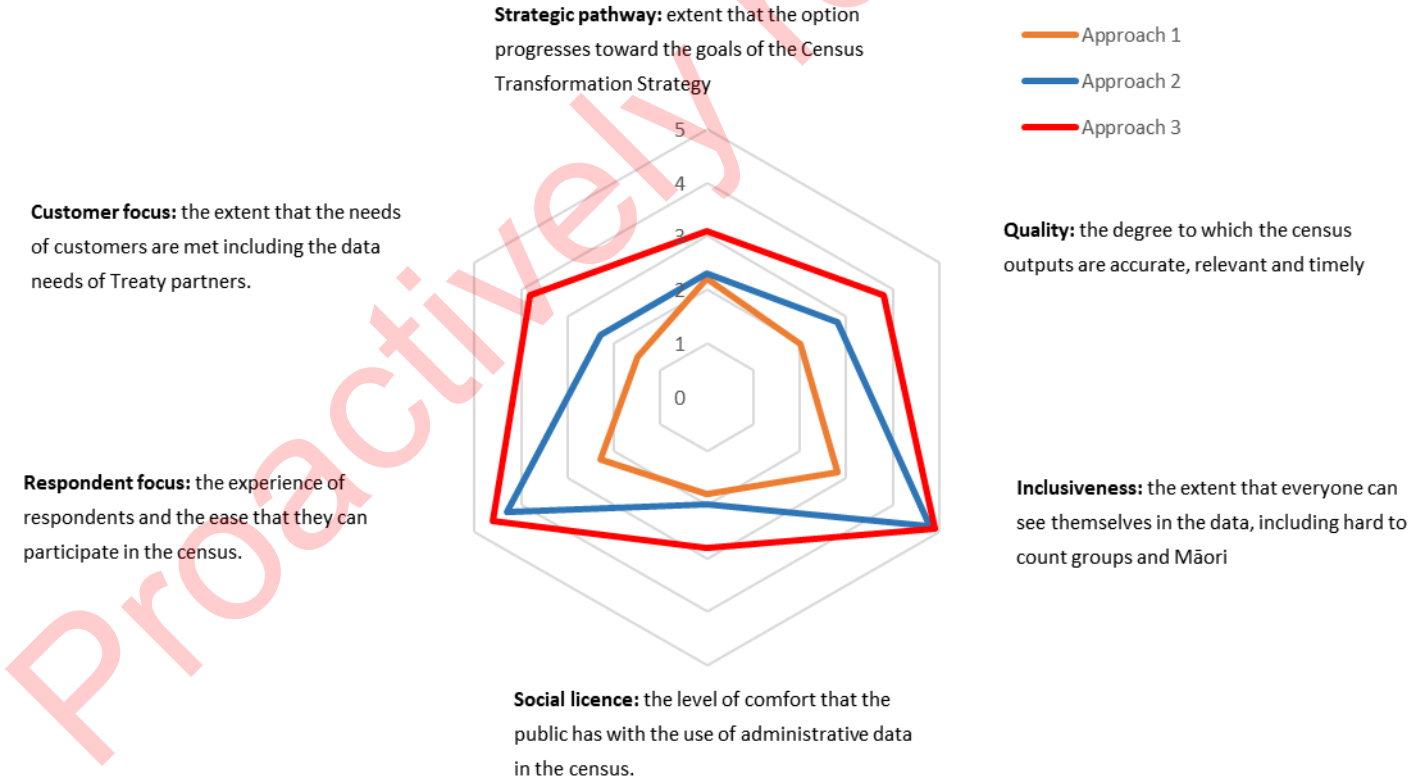 Strategic pathway: extent that the option
progresses toward the goals of the Census
Transformation Strategy
Approach 1
Approach 2
Approach 3
5
4
3
2
1
0
Customer focus: the extent that the needs
of customers are met including the data
needs of Treaty partners.
Quality: the degree to which the census
outputs are accurate, relevant and timely
Respondent focus: the experience of
respondents and the ease that they can
participate in the census.
Inclusiveness: the extent that everyone can
see themselves in the data, including hard to
count groups and Māori
Social licence: the level of comfort that the
public has with the use of administrative data
in the census.
Proactively